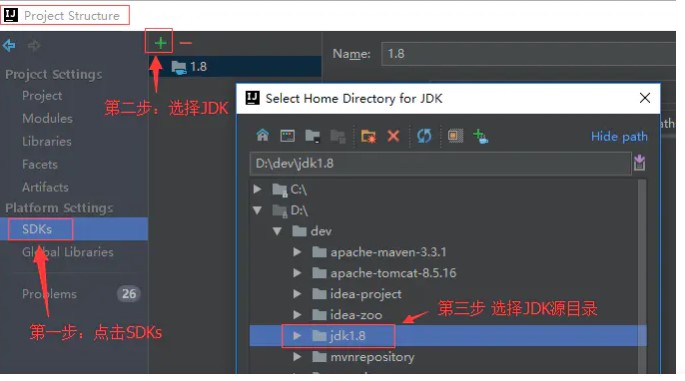 Project Structure
Name:
1.8
1.8
Project Settings
Project
Modules
Libraries
Facets
Artifacts
Platform Settings
SDKs
Global Libraries
Problems
26
第二步：选择JDK
第一步：点击SDKs
Select Home Directory for JDK
Hide path
D:\dev\jdk1.8
C:\
D:\
dev
apache-maven-3.3.1
apache-tomcat-8.5.16
idea-project
idea-zoo
jdk1.8
mvnrepository
第三步 选择JDK源目录